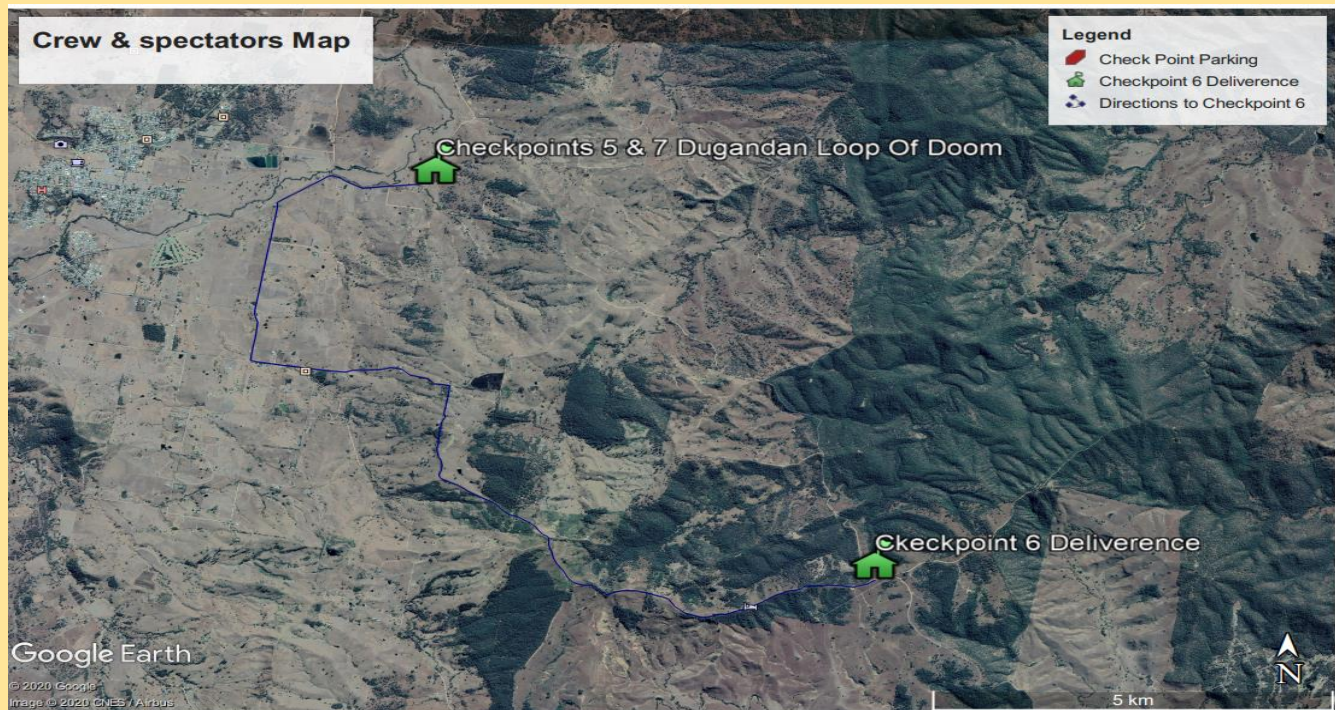 Crew & spectators Map
Legend
Check Point Parking
Checkpoint 6 Deliverence
Directions to Checkpoint 6
Checkpoints 5 & 7 Dugandan Loop Of Doom
H
Ckeckpoint 6 Deliverence
Google Earth
N
© 2020 Google
Image © 2020 CNES / Airbus
5 km